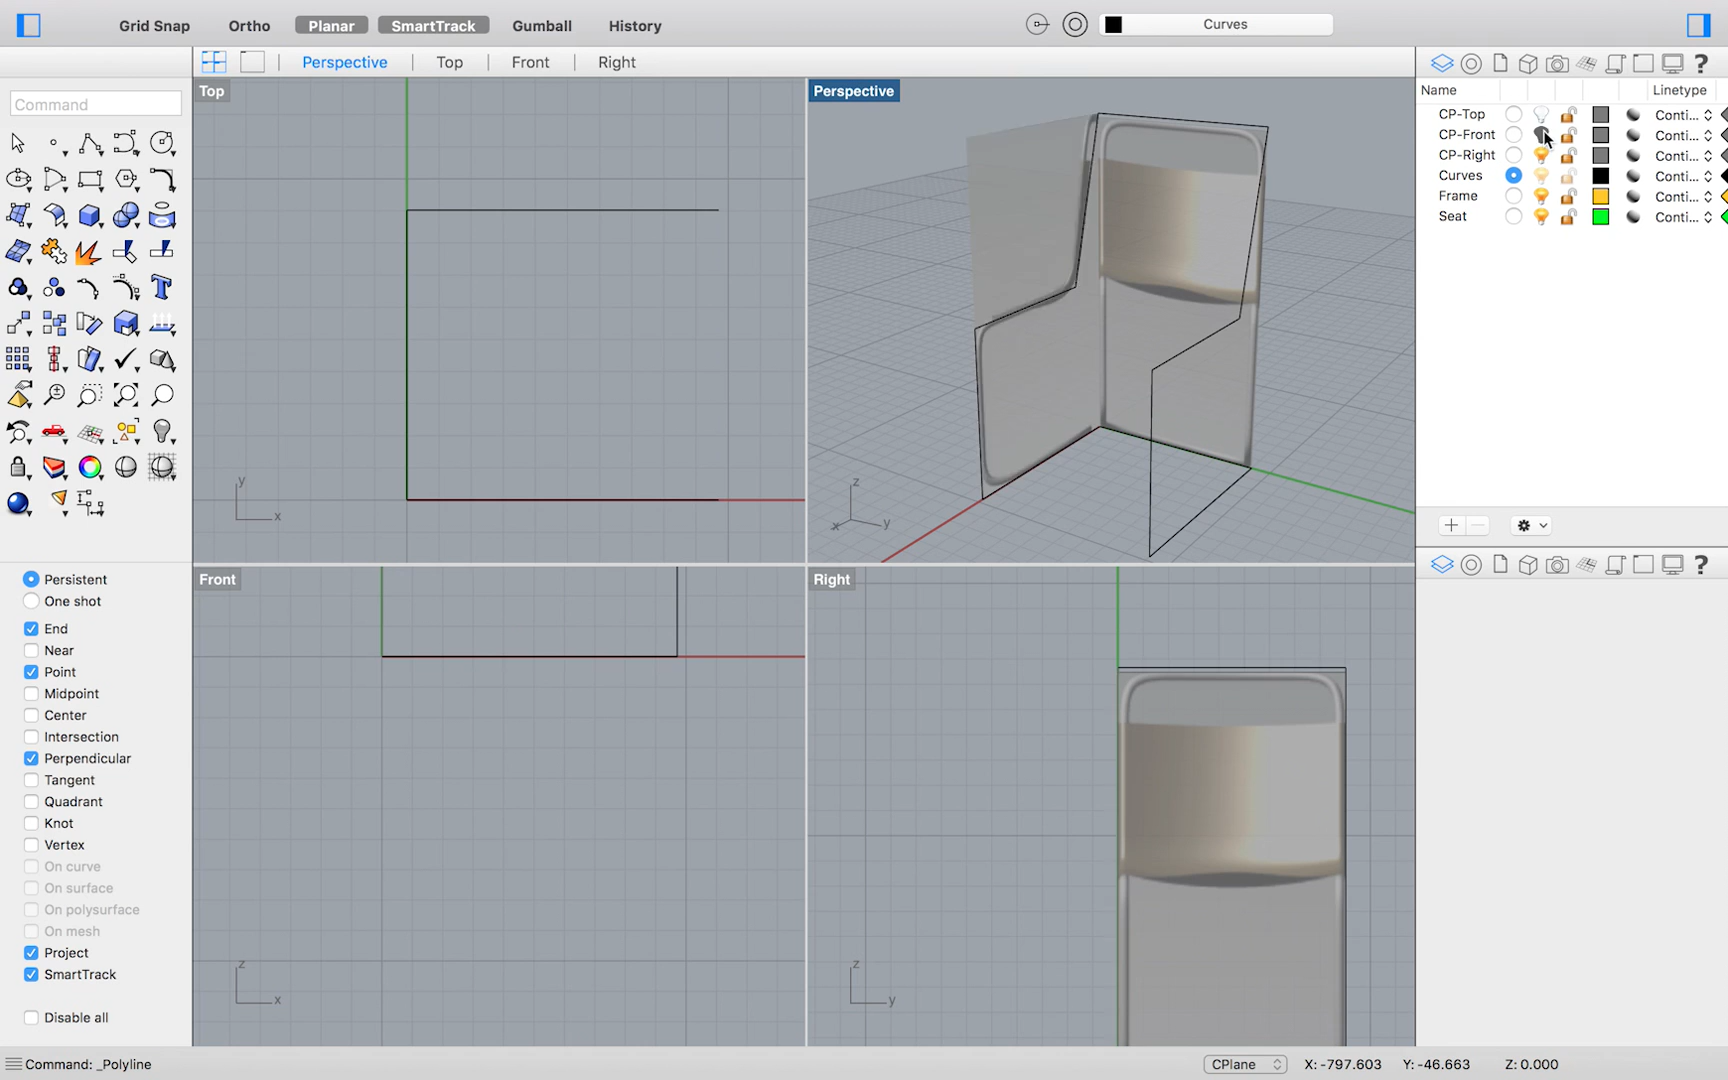 Grid Snap Ortho Planar SmartTrack Gumball History Curves
Perspective Top Front Right
Command
Top
Perspective
Front
Right
y
x
z
x y
z
x
z
y
Persistent
One shot
End
Near
Point
Midpoint
Center
Intersection
Perpendicular
Tangent
Quadrant
Knot
Vertex
On curve
On surface
On polysurface
On mesh
Project
SmartTrack
Disable all
Name Linetype
CP-Top Conti...
CP-Front Conti...
CP-Right Conti...
Curves Conti...
Frame Conti...
Seat Conti...
Command: _Polyline CPlane X: -797.603 Y: -46.663 Z: 0.000